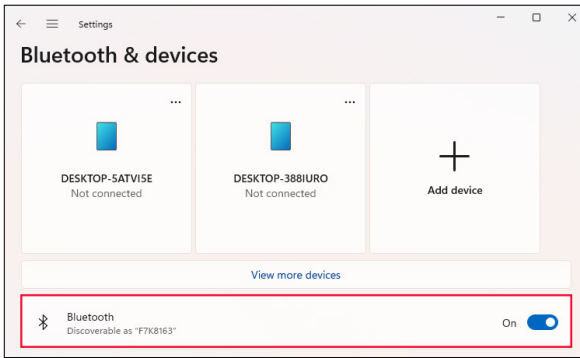 Settings
Bluetooth & devices
DESKTOP-5ATVI5E
Not connected
DESKTOP-388IURO
Not connected
Add device
View more devices
Bluetooth
Discoverable as "F7K8163"
On